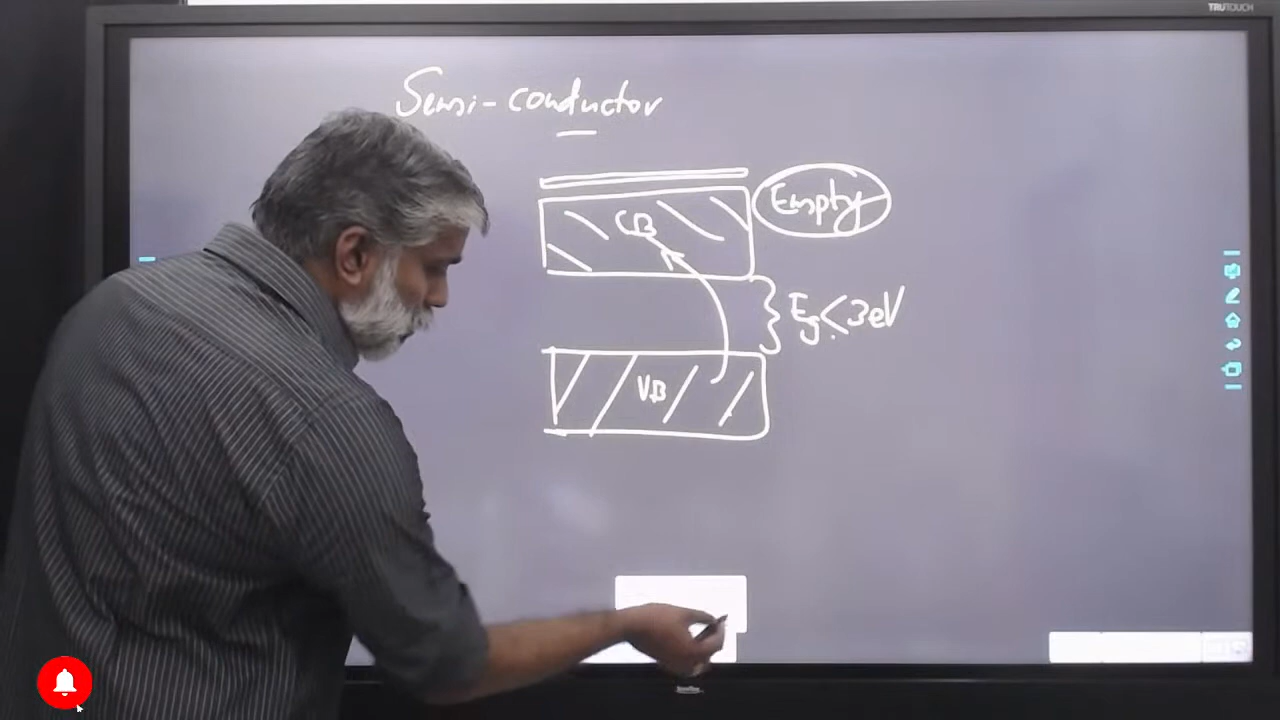 TRUTOUCH
Semi-conductor
CB
Empty
Eg<3eV
VB